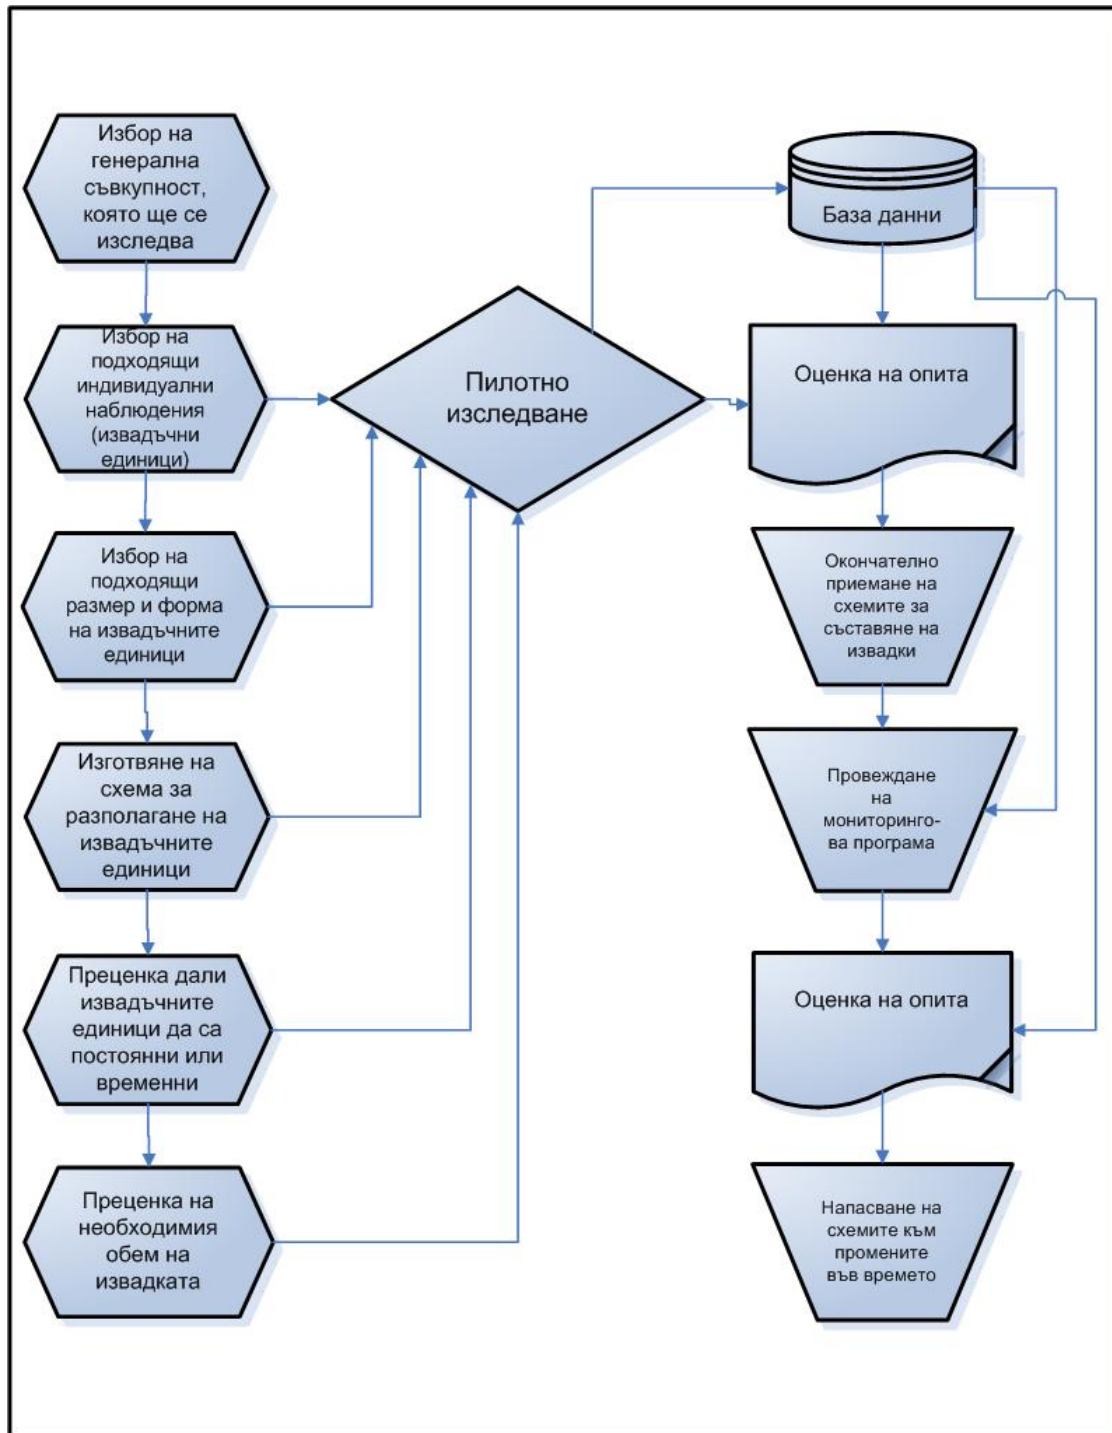 Избор на
генерална
съвкупност,
която ще се
изследва
Избор на
подходящи
индивидуални
наблюдения
(извадъчни
единици)
Избор на
подходящи
размер и форма
на извадъчните
единици
Изготвяне на
схема за
разполагане на
извадъчните
единици
Преценка дали
извадъчните
единици да са
постоянни или
временни
Преценка на
необходимия
обем на
извадката
Пилотно
изследване
База данни
Оценка на опита
Окончателно
приемане на
схемите за
съставяне на
извадки
Провеждане
на
мониторинго-
ва програма
Оценка на опита
Напасване на
схемите към
промените
във времето